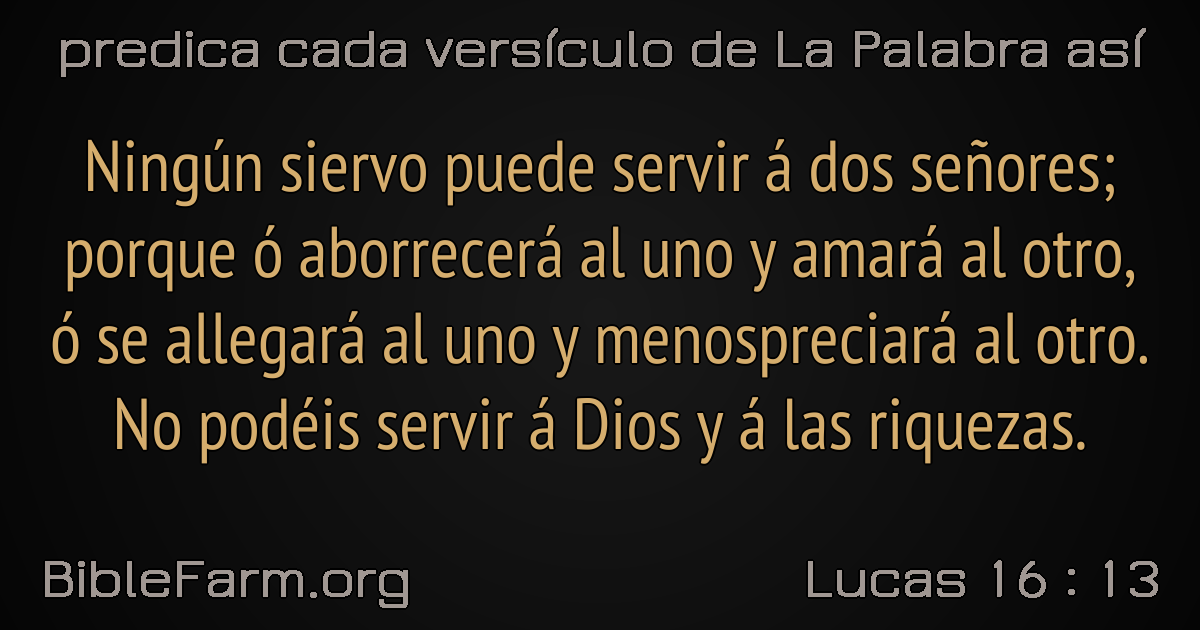 predica cada versículo de La Palabra así
Ningún siervo puede servir á dos señores;
porque ó aborrecerá al uno y amará al otro,
ó se allegará al uno y menospreciará al otro.
No podéis servir á Dios y á las riquezas.
BibleFarm.org
Lucas 16 : 13